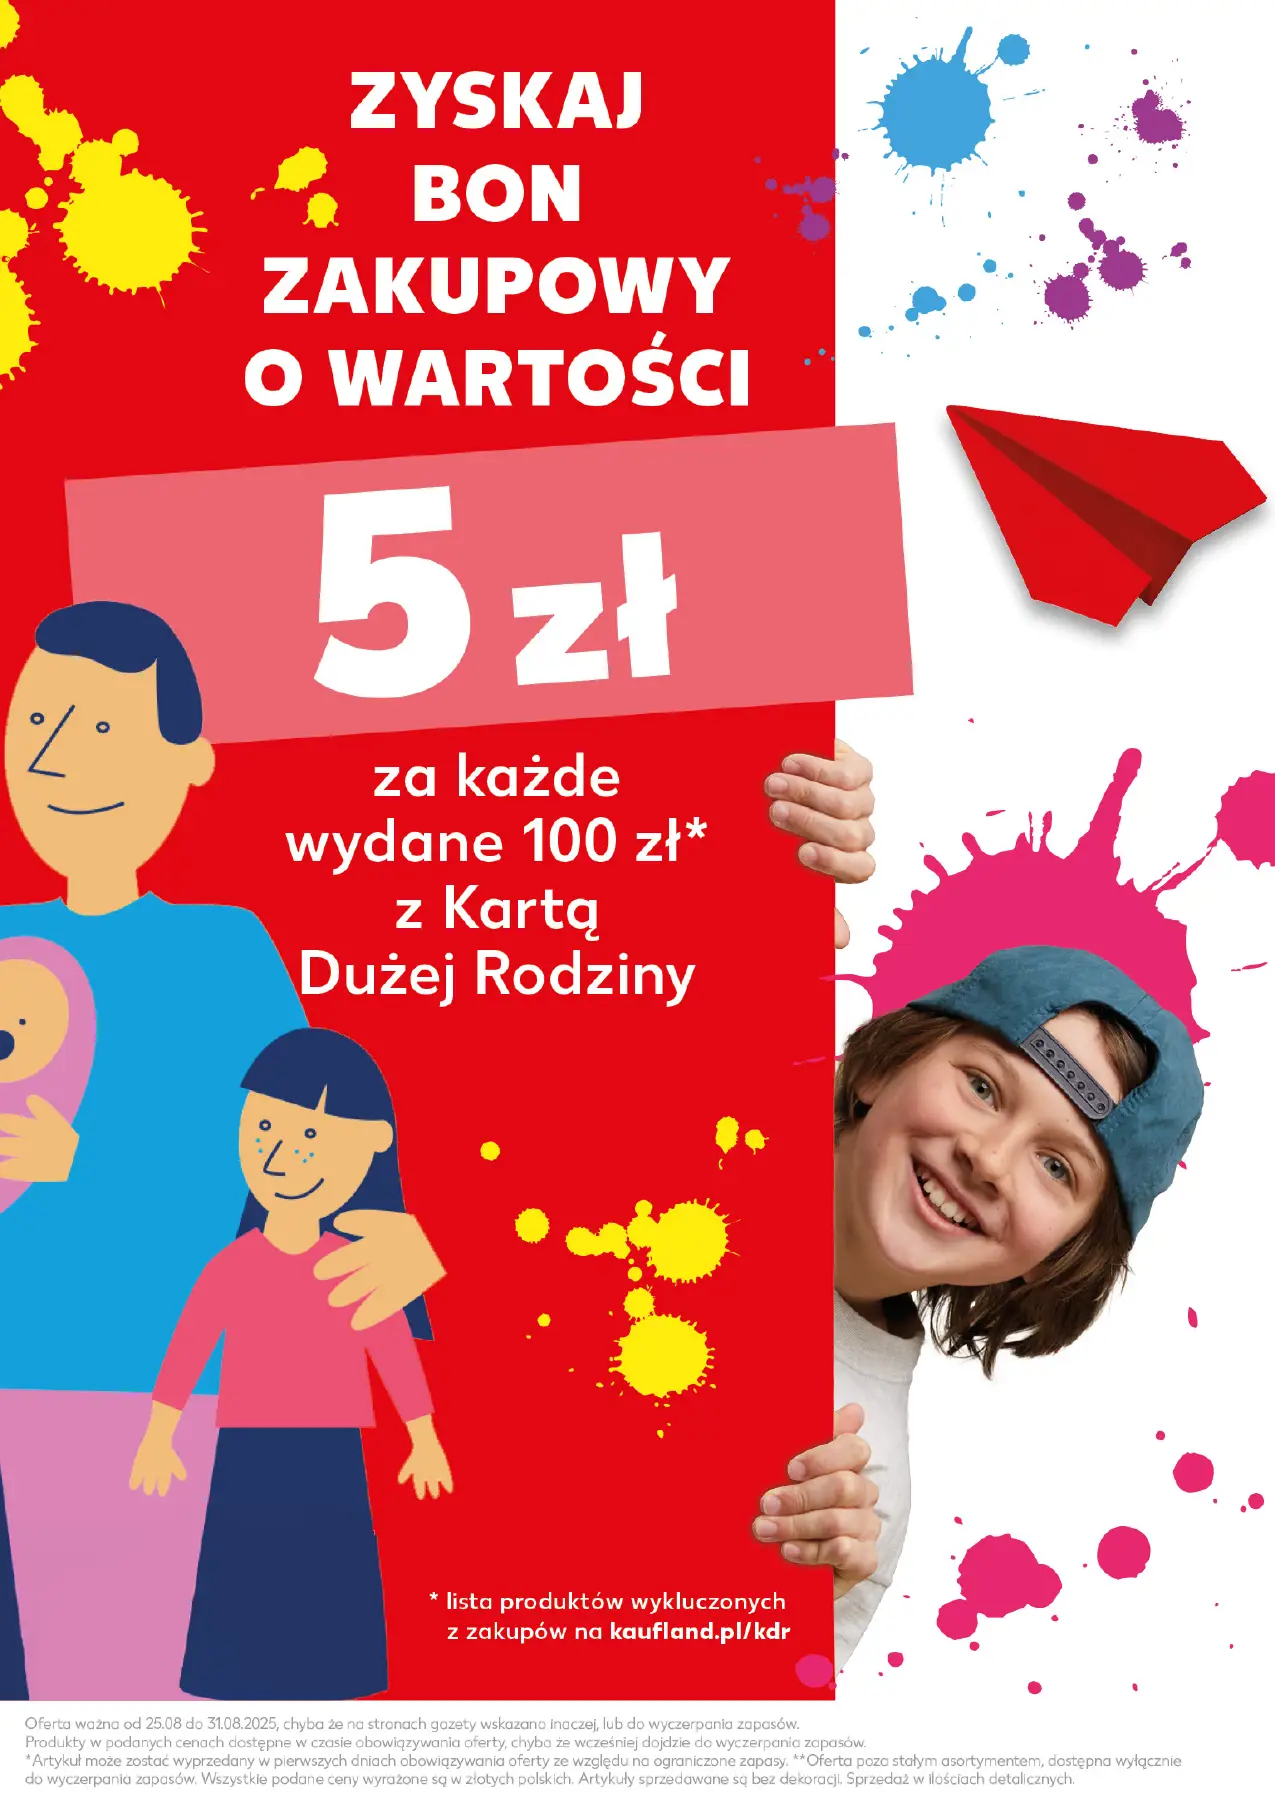 ZYSKAJ
BON
ZAKUPOWY
O WARTOŚCI
5 zł
za każde
wydane 100 zł*
z Kartą
Dużej Rodziny
* lista produktów wykluczonych
z zakupów na kaufland.pl/kdr
Oferta ważna od 25.08 do 31.08.2025, chyba że na stronach gazety wskazano inaczej, lub do wyczerpania zapasów.
Produkty w podanych cenach dostępne w czasie obowiązywania oferty, chyba że wcześniej dojdzie do wyczerpania zapasów.
*Artykuł może zostać wyprzedany w pierwszych dniach obowiązywania oferty ze względu na ograniczone zapasy. **Oferta poza stałym asortymentem, dostępna wyłącznie
do wyczerpania zapasów. Wszystkie podane ceny wyrażone są w złotych polskich. Artykuły sprzedawane są bez dekoracji. Sprzedaż w ilościach detalicznych.